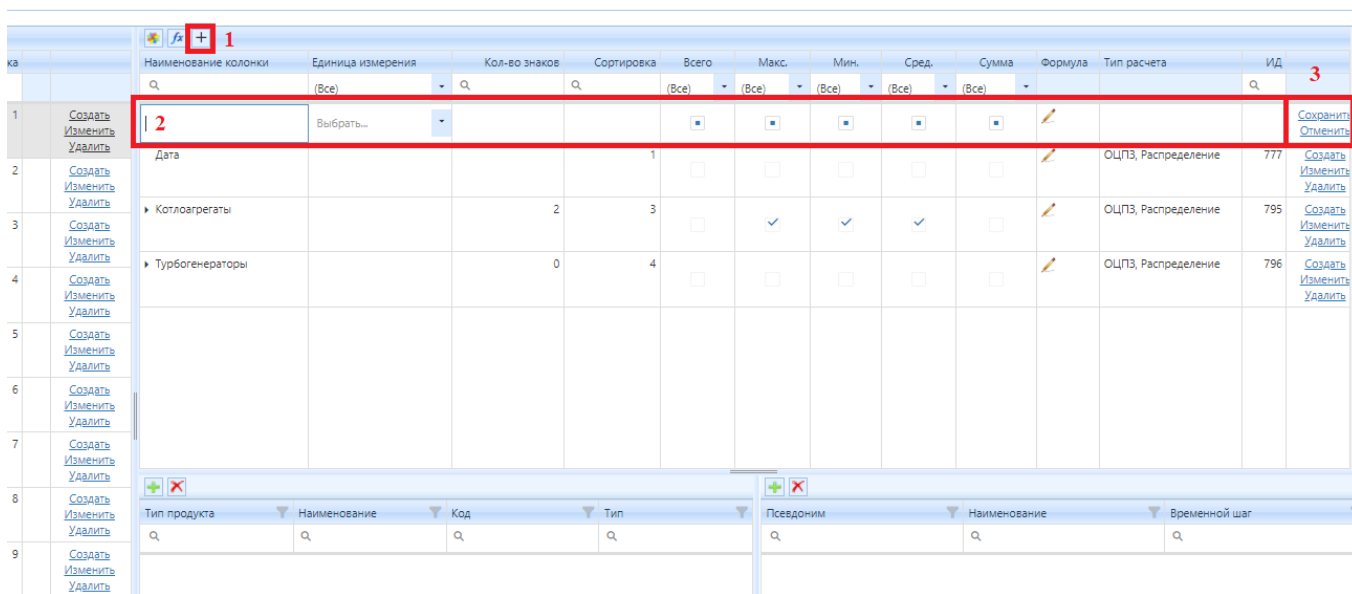 fx + 1
ка Наименование колонки Единица измерения Кол-во знаков Сортировка Всего Макс. Мин. Сред. Сумма Формула Тип расчета ИД
3
(Все) (Все) (Все) (Все) (Все) (Все)
1 Создать 2 Выбрать... Сохранить
Изменить Отменить
Удалить
Дата 1 ОЦПЗ, Распределение 777 Создать
2 Создать Изменить
Изменить Удалить
Удалить
Котлоагрегаты 2 3 ОЦПЗ, Распределение 795 Создать
3 Создать Изменить
Изменить Удалить
Удалить
Турбогенераторы 0 4 ОЦПЗ, Распределение 796 Создать
4 Создать Изменить
Изменить Удалить
Удалить
5 Создать
Изменить
Удалить
6 Создать
Изменить
Удалить
7 Создать
Изменить
Удалить
8 Создать
Изменить
Удалить
Тип продукта Наименование Код Тип Псевдоним Наименование Временной шаг
9 Создать
Изменить
Удалить